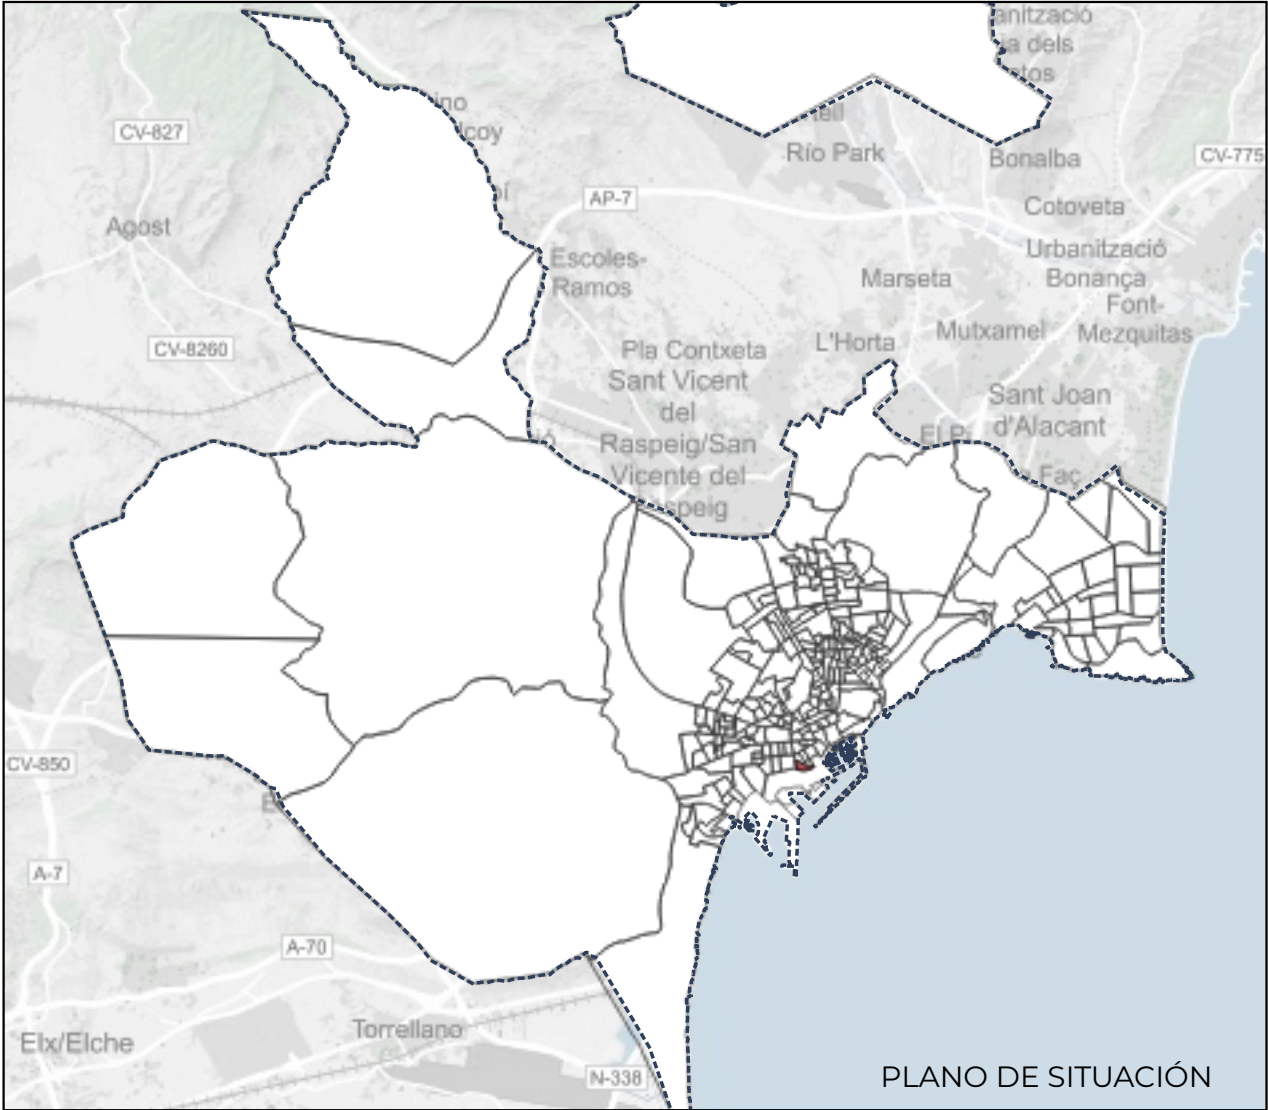 anització
dels
CV-827
Río Park
Bonalba
CV-775
AP-7
Cotoveta
Agost
Escoles-
Ramos
Urbanització
Bonança
Marseta
Font-
Mezquitas
Mutxamel
L'Horta
CV-8260
Pla Contxeta
Sant Vicent
del
Raspeig/San
Vicente del
speig
Sant Joan
d'Alacant
Faç
CV-850
A-7
A-70
Elx/Elche
Torrellano
N-338
PLANO DE SITUACIÓN